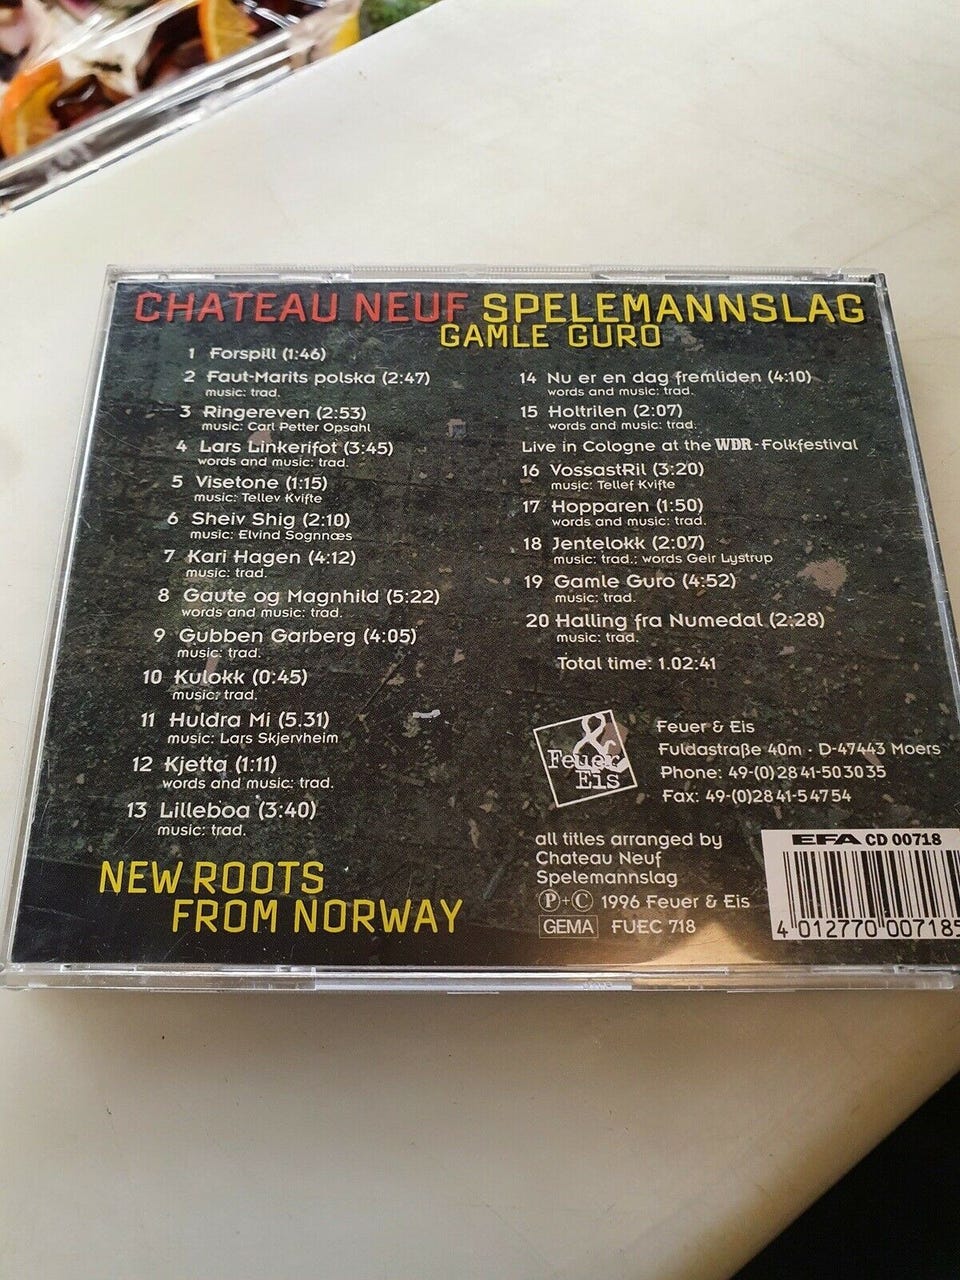 CHATEAU NEUF SPELEMANNSLAG
GAMLE GURO
1 Forspill (1:46)
2 Faut-Marits polska (2:47)
music: trad.
3 Ringereven (2:53)
music: Carl Petter Opsahl
4 Lars Linkerifot (3:45)
words and music: trad.
5 Visetone (1:15)
music: Tellev Kvifte
6 Sheiv Shig (2:10)
music: Elvind Sognnæs
7 Kari Hagen (4:12)
music: trad.
8 Gaute og Magnhild (5:22)
words and music: trad.
9 Gubben Garberg (4:05)
music: trad.
10 Kulokk (0:45)
music: trad.
11 Huldra Mi (5.31)
music: Lars Skjervheim
12 Kjetta (1:11)
words and music: trad.
13 Lilleboa (3:40)
music: trad.
14 Nu er en dag fremliden (4:10)
words and music: trad.
15 Holtrilen (2:07)
words and music: trad.
Live in Cologne at the WDR-Folkfestival
16 VossastRil (3:20)
music: Tellef Kvifte
17 Hopparen (1:50)
words and music: trad.
18 Jentelokk (2:07)
music: trad.; words Geir Lystrup
19 Gamle Guro (4:52)
music: trad.
20 Halling fra Numedal (2:28)
music: trad.
Total time: 1.02:41
&
Feuer
Eis
Feuer & Eis
Fuldastraße 40m · D-47443 Moers
Phone: 49-(0)2841-503035
Fax: 49-(0)2841-54754
all titles arranged by
Chateau Neuf
Spelemannslag
Ⓟ+© 1996 Feuer & Eis
GEMA FUEC 718
EFA CD 00718
4 012770 007185
NEW ROOTS
FROM NORWAY